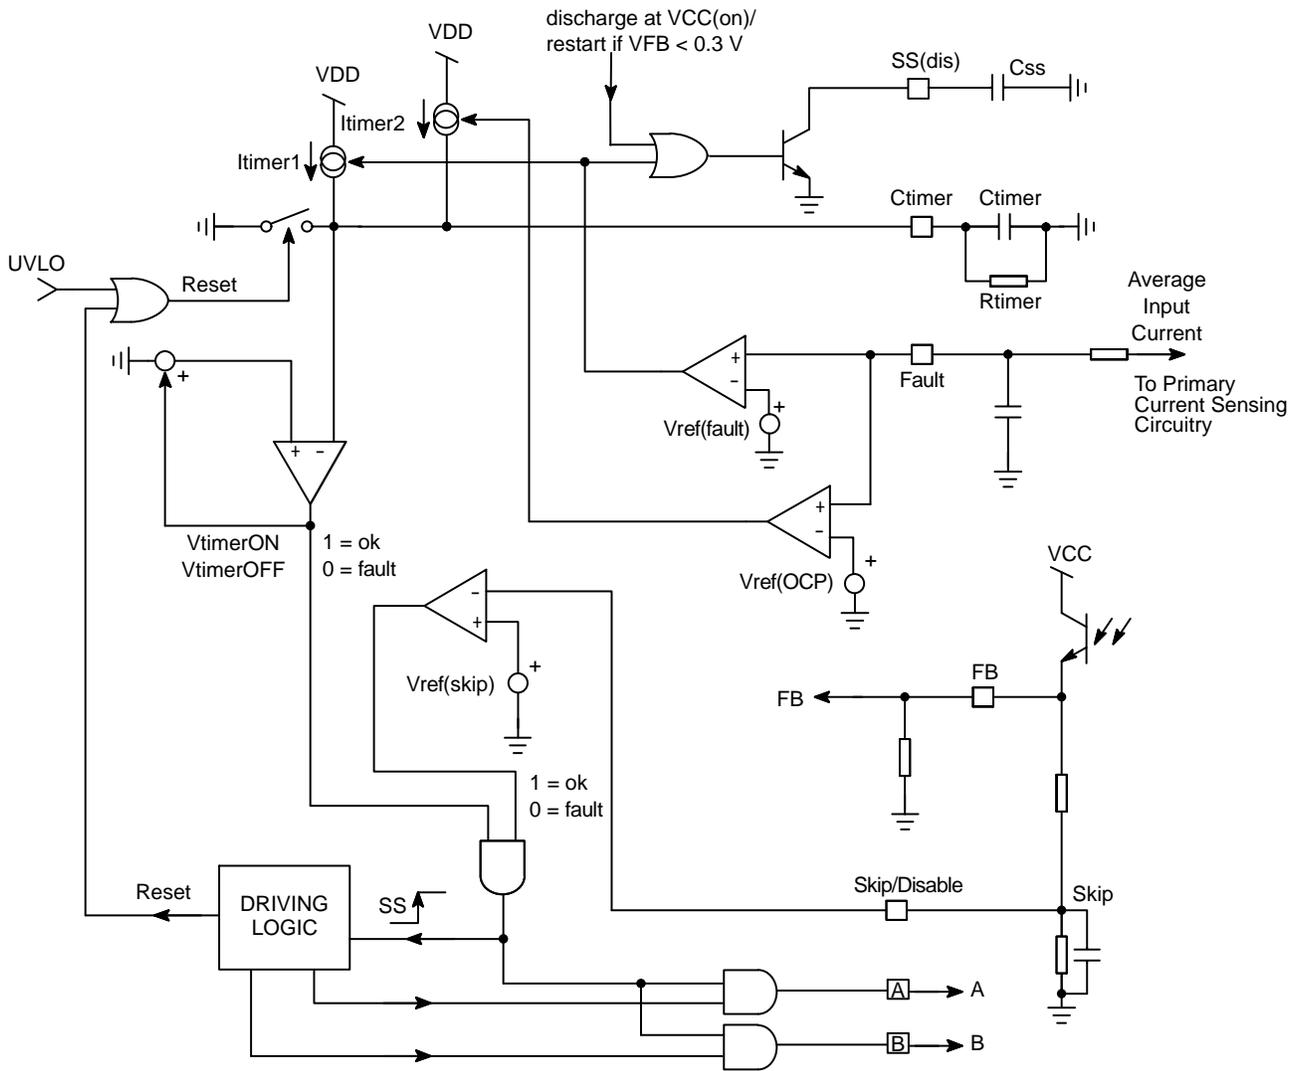 discharge at VCC(on)/
restart if VFB < 0.3 V
VDD
SS(dis)
Css
VDD
Itimer2
Itimer1
Ctimer
Ctimer
UVLO
Reset
Rtimer
Average
Input
Current
+
+
−
Fault
To Primary
Current Sensing
Circuitry
+
Vref(fault)
+ −
+
−
VtimerON
VtimerOFF
1 = ok
0 = fault
+
Vref(OCP)
VCC
−
+
+
Vref(skip)
FB
FB
1 = ok
0 = fault
Reset
DRIVING
LOGIC
SS
Skip/Disable
Skip
A
A
B
B